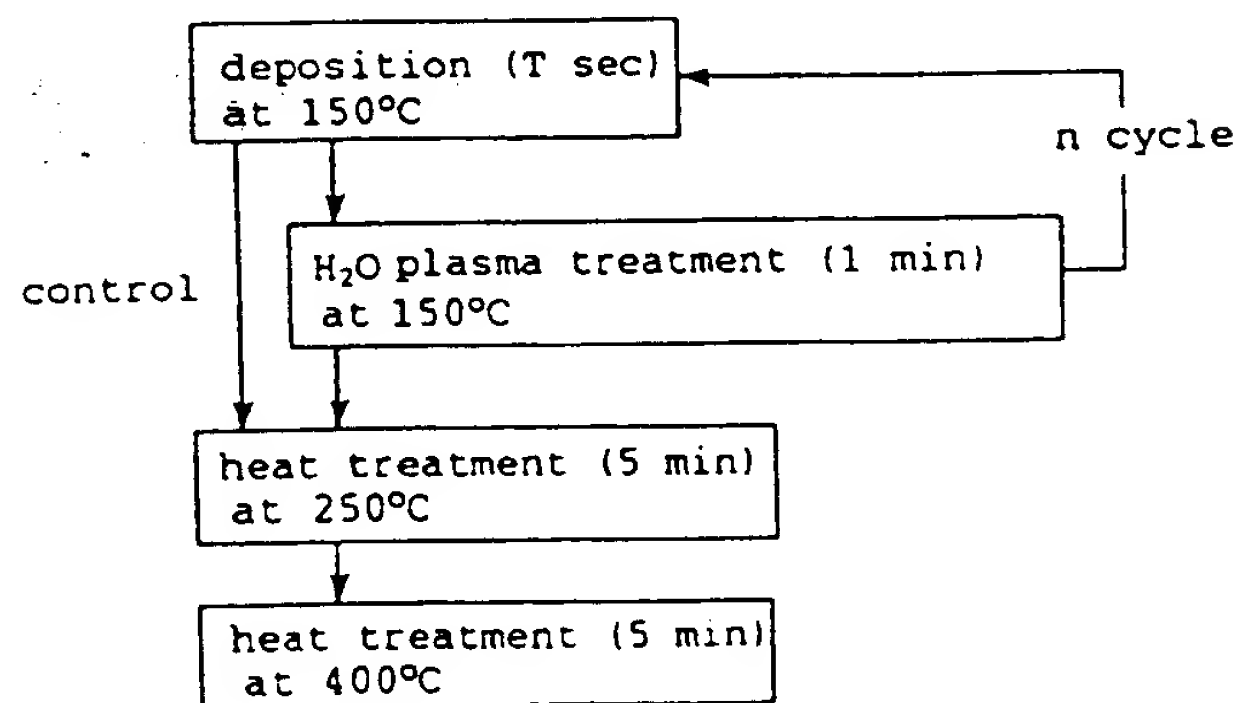 deposition (T sec)
at 150°C
n cycle
H₂O plasma treatment (1 min)
at 150°C
control
heat treatment (5 min)
at 250°C
heat treatment (5 min)
at 400°C